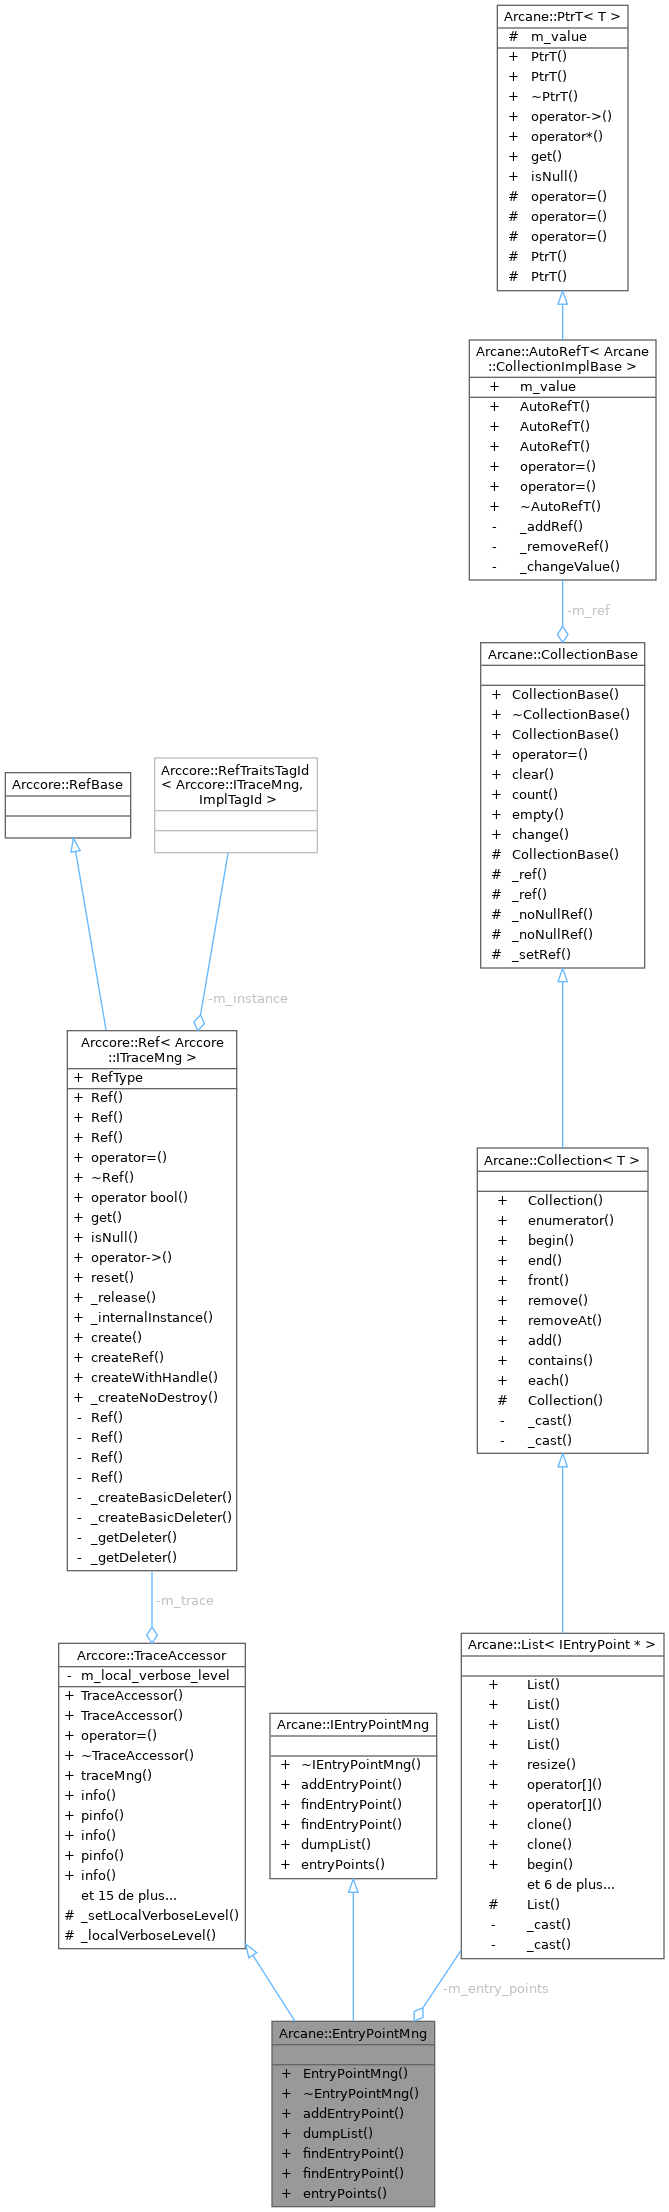 Arcane::PtrT< T >
# m_value
+ PtrT()
+ PtrT()
+ ~PtrT()
+ operator->()
+ operator*()
+ get()
+ isNull()
# operator=()
# operator=()
# operator=()
# PtrT()
# PtrT()
Arcane::AutoRefT< Arcane
::CollectionImplBase >
+ m_value
+ AutoRefT()
+ AutoRefT()
+ AutoRefT()
+ operator=()
+ operator=()
+ ~AutoRefT()
- _addRef()
- _removeRef()
- _changeValue()
-m_ref
Arcane::CollectionBase
+ CollectionBase()
+ ~CollectionBase()
+ CollectionBase()
+ operator=()
+ clear()
+ count()
+ empty()
+ change()
# CollectionBase()
# _ref()
# _ref()
# _noNullRef()
# _noNullRef()
# _setRef()
Arccore::RefBase
Arccore::RefTraitsTagId
< Arccore::ITraceMng,
ImplTagId >
-m_instance
Arccore::Ref< Arccore
::ITraceMng >
+ RefType
+ Ref()
+ Ref()
+ Ref()
+ operator=()
+ ~Ref()
+ operator bool()
+ get()
+ isNull()
+ operator->()
+ reset()
+ _release()
+ _internalInstance()
+ create()
+ createRef()
+ createWithHandle()
+ _createNoDestroy()
- Ref()
- Ref()
- Ref()
- Ref()
- _createBasicDeleter()
- _createBasicDeleter()
- _getDeleter()
- _getDeleter()
Arcane::Collection< T >
+ Collection()
+ enumerator()
+ begin()
+ end()
+ front()
+ remove()
+ removeAt()
+ add()
+ contains()
+ each()
# Collection()
- _cast()
- _cast()
-m_trace
Arccore::TraceAccessor
- m_local_verbose_level
+ TraceAccessor()
+ TraceAccessor()
+ operator=()
+ ~TraceAccessor()
+ traceMng()
+ info()
+ pinfo()
+ info()
+ pinfo()
+ info()
et 15 de plus...
# _setLocalVerboseLevel()
# _localVerboseLevel()
Arcane::IEntryPointMng
+ ~IEntryPointMng()
+ addEntryPoint()
+ findEntryPoint()
+ findEntryPoint()
+ dumpList()
+ entryPoints()
Arcane::List< IEntryPoint * >
+ List()
+ List()
+ List()
+ List()
+ resize()
+ operator[]()
+ operator[]()
+ clone()
+ clone()
+ begin()
et 6 de plus...
# List()
- _cast()
- _cast()
-m_entry_points
Arcane::EntryPointMng
+ EntryPointMng()
+ ~EntryPointMng()
+ addEntryPoint()
+ dumpList()
+ findEntryPoint()
+ findEntryPoint()
+ entryPoints()